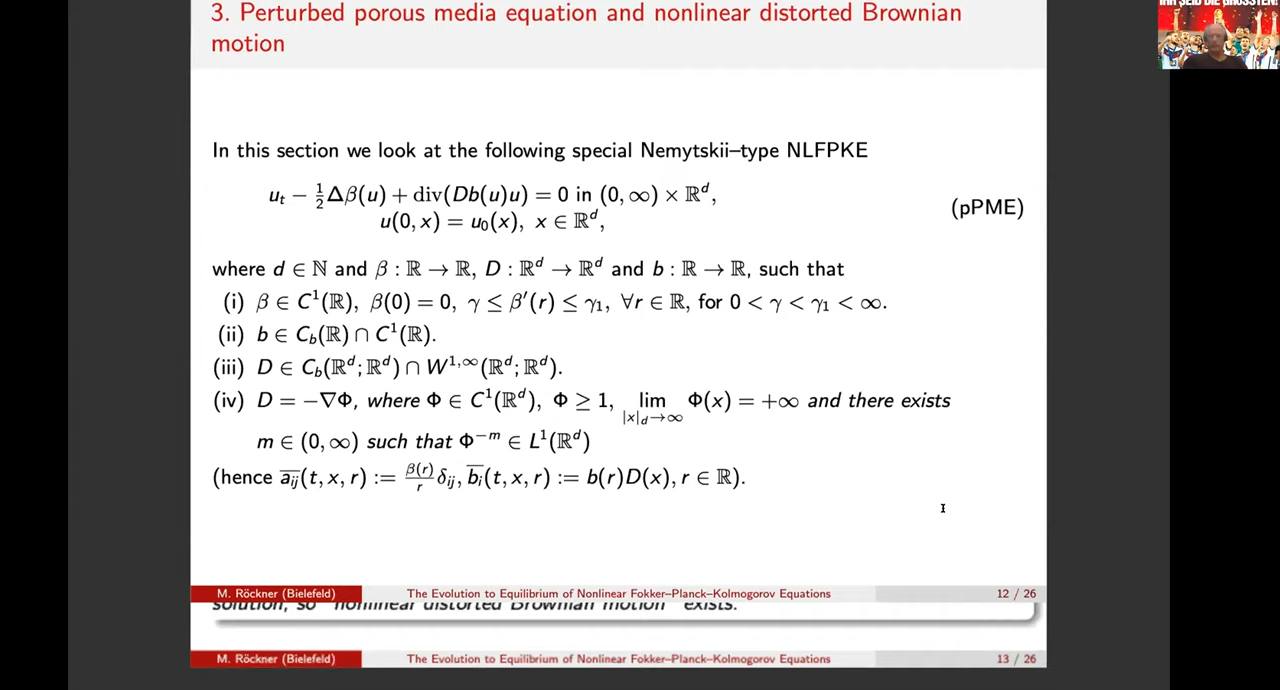 3. Perturbed porous media equation and nonlinear distorted Brownian
motion
IHR SEID DIE GRÖSSTEN!
In this section we look at the following special Nemytskii–type NLFPKE
u_t − ½Δβ(u) + div(Db(u)u) = 0 in (0, ∞) × ℝ^d,
u(0, x) = u_0(x), x ∈ ℝ^d,
(pPME)
where d ∈ ℕ and β : ℝ → ℝ, D : ℝ^d → ℝ^d and b : ℝ → ℝ, such that
(i) β ∈ C^1(ℝ), β(0) = 0, γ ≤ β′(r) ≤ γ_1, ∀r ∈ ℝ, for 0 < γ < γ_1 < ∞.
(ii) b ∈ C_b(ℝ) ∩ C^1(ℝ).
(iii) D ∈ C_b(ℝ^d; ℝ^d) ∩ W^{1,∞}(ℝ^d; ℝ^d).
(iv) D = −∇Φ, where Φ ∈ C^1(ℝ^d), Φ ≥ 1, lim_{|x|_d→∞} Φ(x) = +∞ and there exists
m ∈ (0, ∞) such that Φ^{−m} ∈ L^1(ℝ^d)
(hence \overline{a_{ij}}(t, x, r) := \frac{β(r)}{r} δ_{ij}, \overline{b_i}(t, x, r) := b(r)D(x), r ∈ ℝ).
M. Röckner (Bielefeld) The Evolution to Equilibrium of Nonlinear Fokker–Planck–Kolmogorov Equations 12 / 26
solution, so "nonlinear distorted Brownian motion" exists.
M. Röckner (Bielefeld) The Evolution to Equilibrium of Nonlinear Fokker–Planck–Kolmogorov Equations 13 / 26